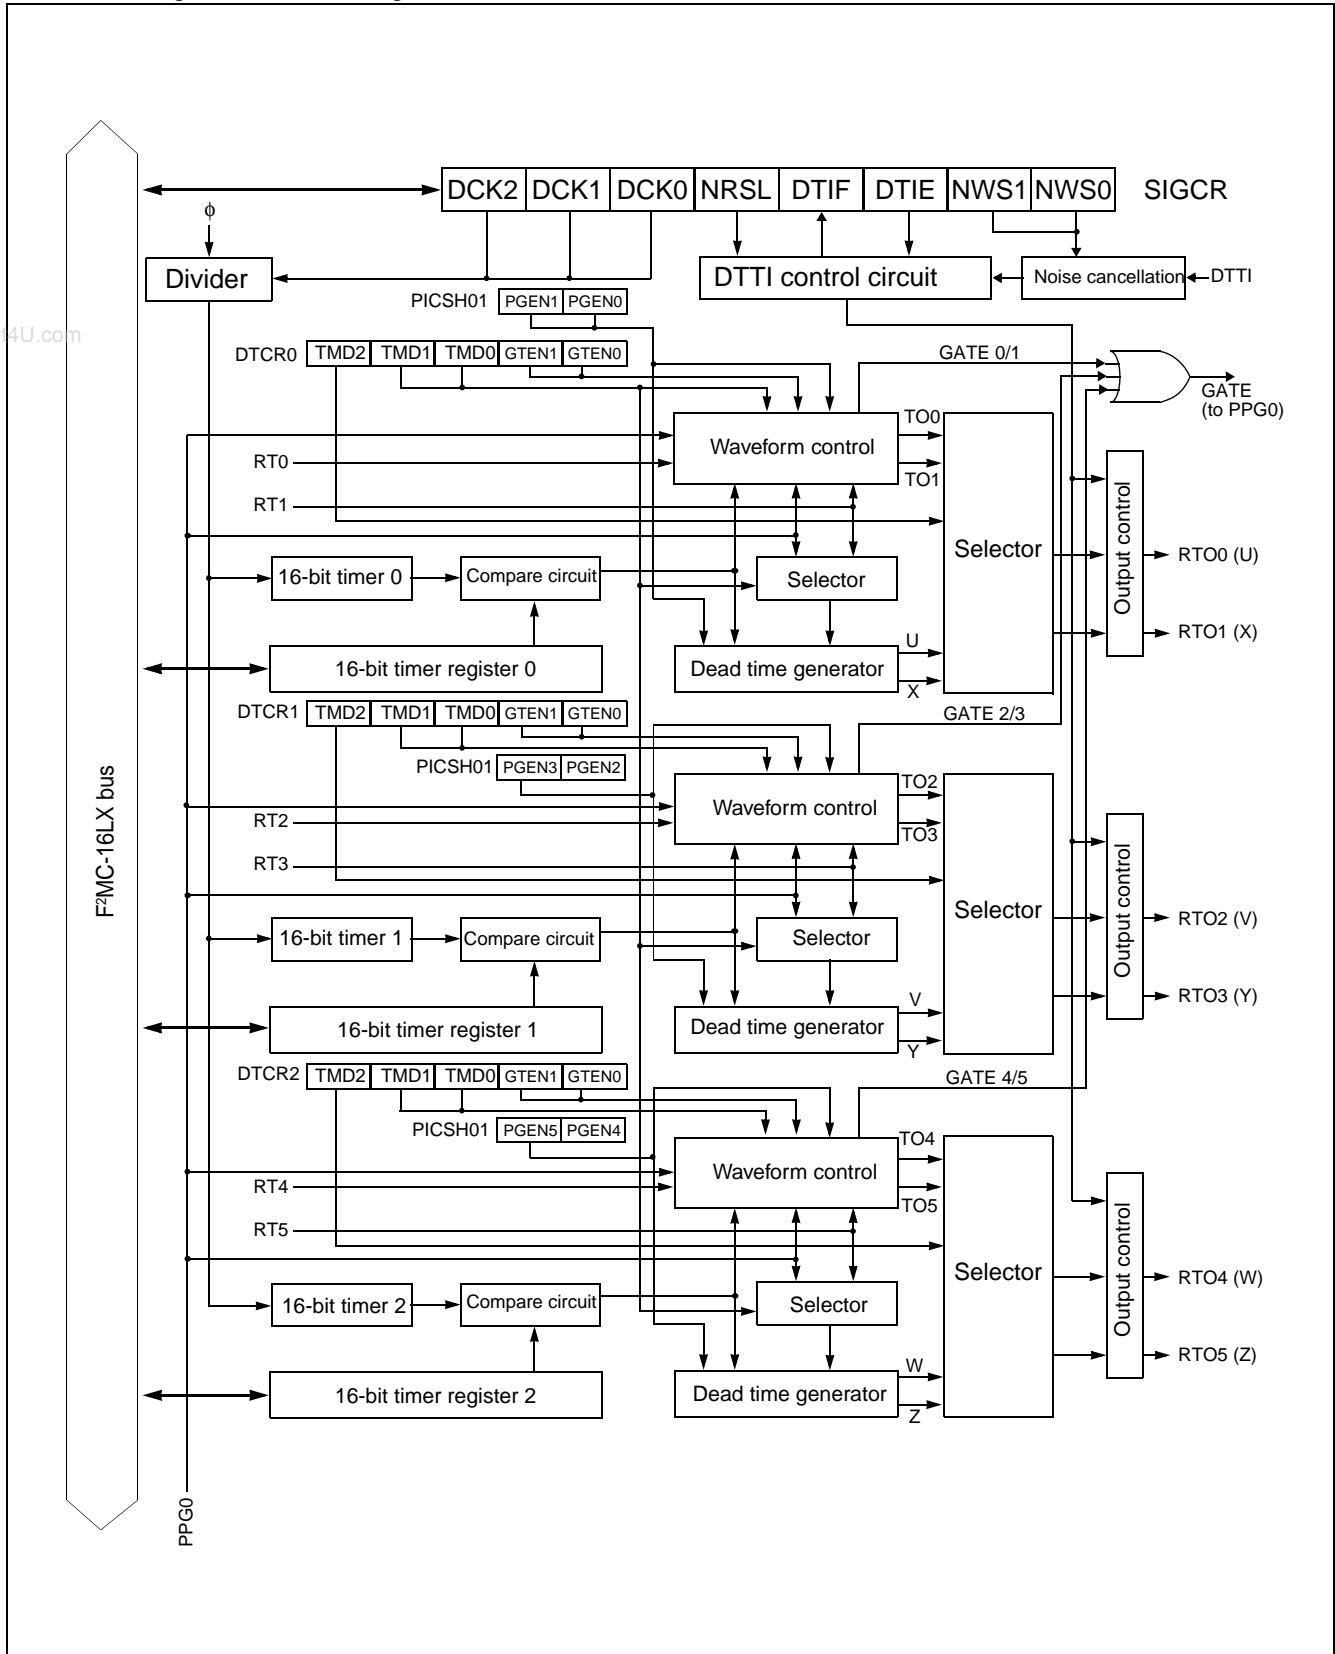 DCK2 DCK1 DCK0 NRSL DTIF DTIE NWS1 NWS0 SIGCR
ϕ
Divider
DTTI control circuit
Noise cancellation
DTTI
PICSH01 PGEN1 PGEN0
t4U.com
DTCR0 TMD2 TMD1 TMD0 GTEN1 GTEN0
GATE 0/1
GATE
(to PPG0)
TO0
Waveform control
RT0
TO1
RT1
Selector
Output control
RTO0 (U)
16-bit timer 0
Compare circuit
Selector
RTO1 (X)
U
16-bit timer register 0
Dead time generator
X
DTCR1 TMD2 TMD1 TMD0 GTEN1 GTEN0
GATE 2/3
PICSH01 PGEN3 PGEN2
TO2
Waveform control
RT2
TO3
RT3
F²MC-16LX bus
Selector
Output control
RTO2 (V)
16-bit timer 1
Compare circuit
Selector
RTO3 (Y)
V
16-bit timer register 1
Dead time generator
Y
DTCR2 TMD2 TMD1 TMD0 GTEN1 GTEN0
GATE 4/5
PICSH01 PGEN5 PGEN4
TO4
Waveform control
RT4
TO5
RT5
Selector
Output control
RTO4 (W)
16-bit timer 2
Compare circuit
Selector
RTO5 (Z)
W
16-bit timer register 2
Dead time generator
Z
PPG0